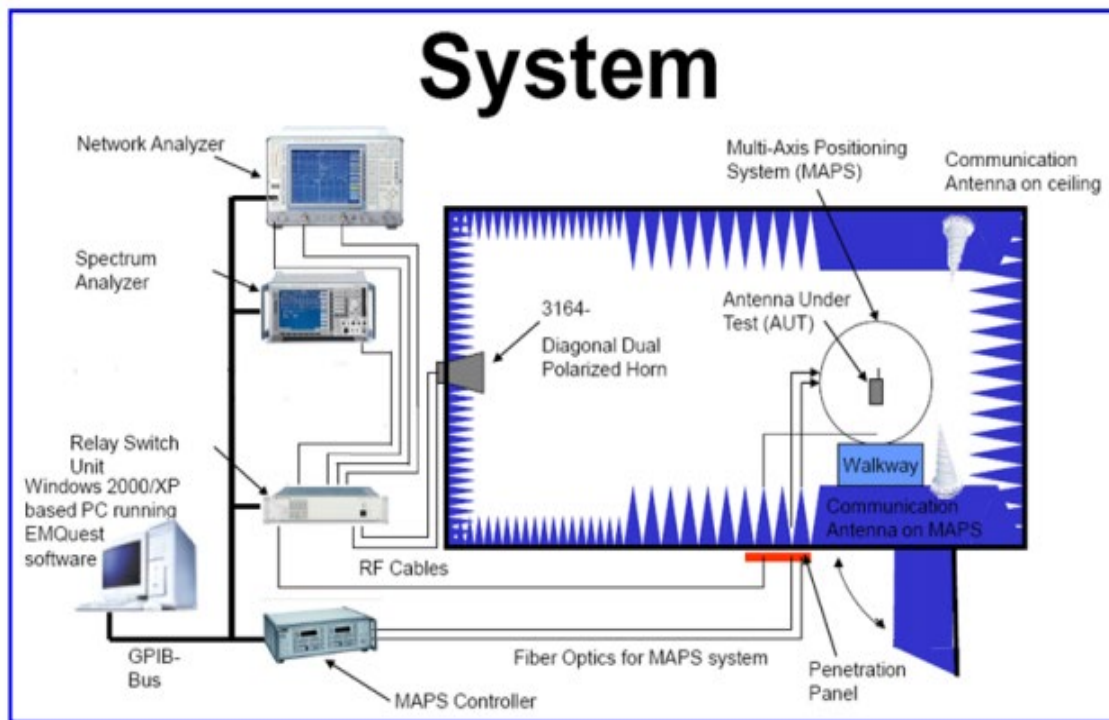 System
Network Analyzer
Multi-Axis Positioning
System (MAPS)
Communication
Antenna on ceiling
Spectrum
Analyzer
3164-
Diagonal Dual
Polarized Horn
Antenna Under
Test (AUT)
Relay Switch
Unit
Windows 2000/XP
based PC running
EMQuest
software
Walkway
Communication
Antenna on MAPS
RF Cables
GPIB-
Bus
MAPS Controller
Fiber Optics for MAPS system
Penetration
Panel